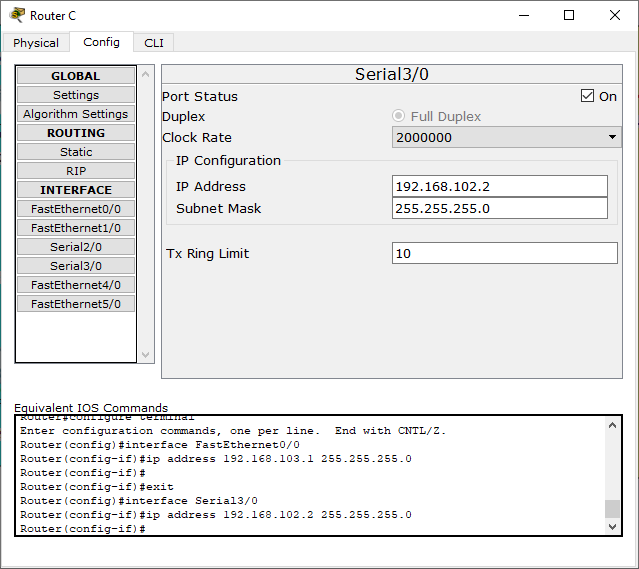 Router C
Physical Config CLI
GLOBAL
Settings
Algorithm Settings
ROUTING
Static
RIP
INTERFACE
FastEthernet0/0
FastEthernet1/0
Serial2/0
Serial3/0
FastEthernet4/0
FastEthernet5/0
Serial3/0
Port Status On
Duplex Full Duplex
Clock Rate 2000000
IP Configuration
IP Address 192.168.102.2
Subnet Mask 255.255.255.0
Tx Ring Limit 10
Equivalent IOS Commands
Router#configure terminal
Enter configuration commands, one per line.  End with CNTL/Z.
Router(config)#interface FastEthernet0/0
Router(config-if)#ip address 192.168.103.1 255.255.255.0
Router(config-if)#
Router(config-if)#exit
Router(config)#interface Serial3/0
Router(config-if)#ip address 192.168.102.2 255.255.255.0
Router(config-if)#